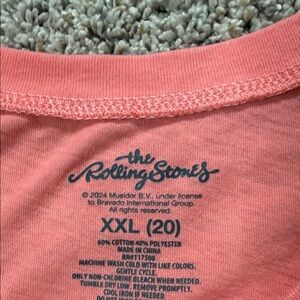 the
Rolling Stones
© 2024 Musidor B.V., under license
to Bravado International Group.
All rights reserved.
XXL (20)
60% COTTON 40% POLYESTER
MADE IN CHINA
RN#117508
MACHINE WASH COLD WITH LIKE COLORS.
GENTLE CYCLE.
ONLY NON-CHLORINE BLEACH WHEN NEEDED.
TUMBLE DRY LOW. REMOVE PROMPTLY.
COOL IRON IF NEEDED